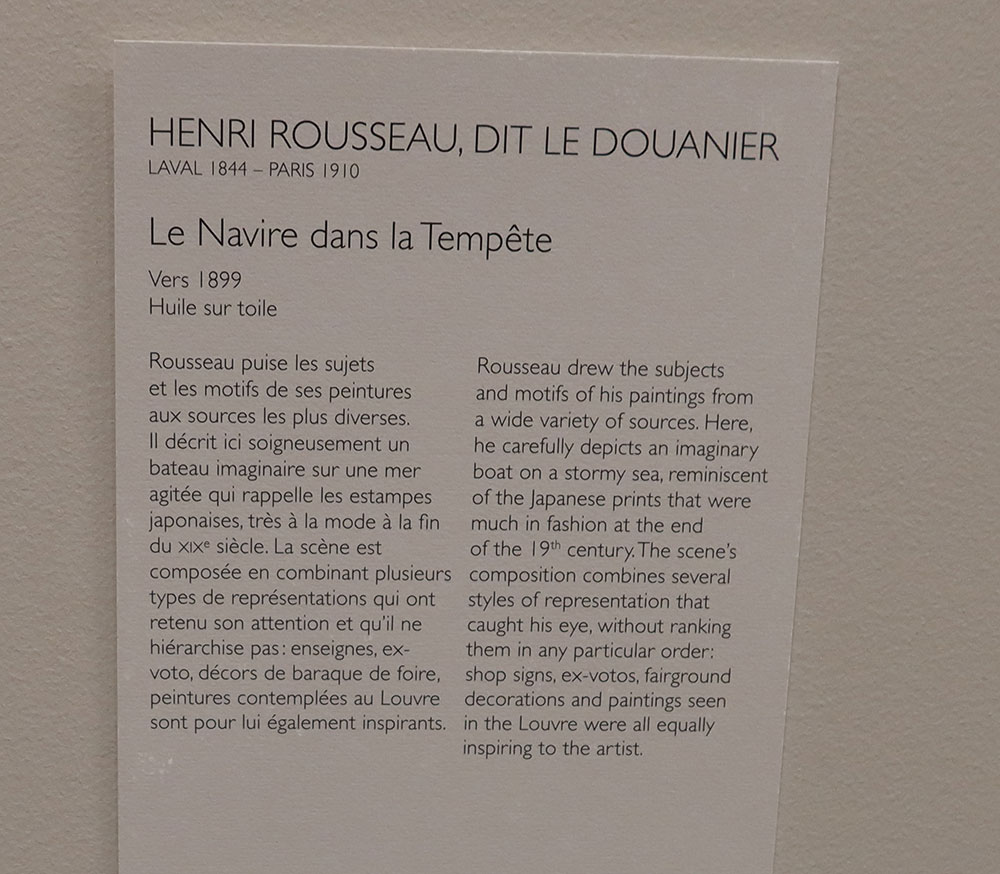 HENRI ROUSSEAU, DIT LE DOUANIER
LAVAL 1844 – PARIS 1910
Le Navire dans la Tempête
Vers 1899
Huile sur toile
Rousseau puise les sujets
et les motifs de ses peintures
aux sources les plus diverses.
Il décrit ici soigneusement un
bateau imaginaire sur une mer
agitée qui rappelle les estampes
japonaises, très à la mode à la fin
du XIXe siècle. La scène est
composée en combinant plusieurs
types de représentations qui ont
retenu son attention et qu'il ne
hiérarchise pas : enseignes, ex-
voto, décors de baraque de foire,
peintures contemplées au Louvre
sont pour lui également inspirants.
Rousseau drew the subjects
and motifs of his paintings from
a wide variety of sources. Here,
he carefully depicts an imaginary
boat on a stormy sea, reminiscent
of the Japanese prints that were
much in fashion at the end
of the 19th century. The scene's
composition combines several
styles of representation that
caught his eye, without ranking
them in any particular order:
shop signs, ex-votos, fairground
decorations and paintings seen
in the Louvre were all equally
inspiring to the artist.